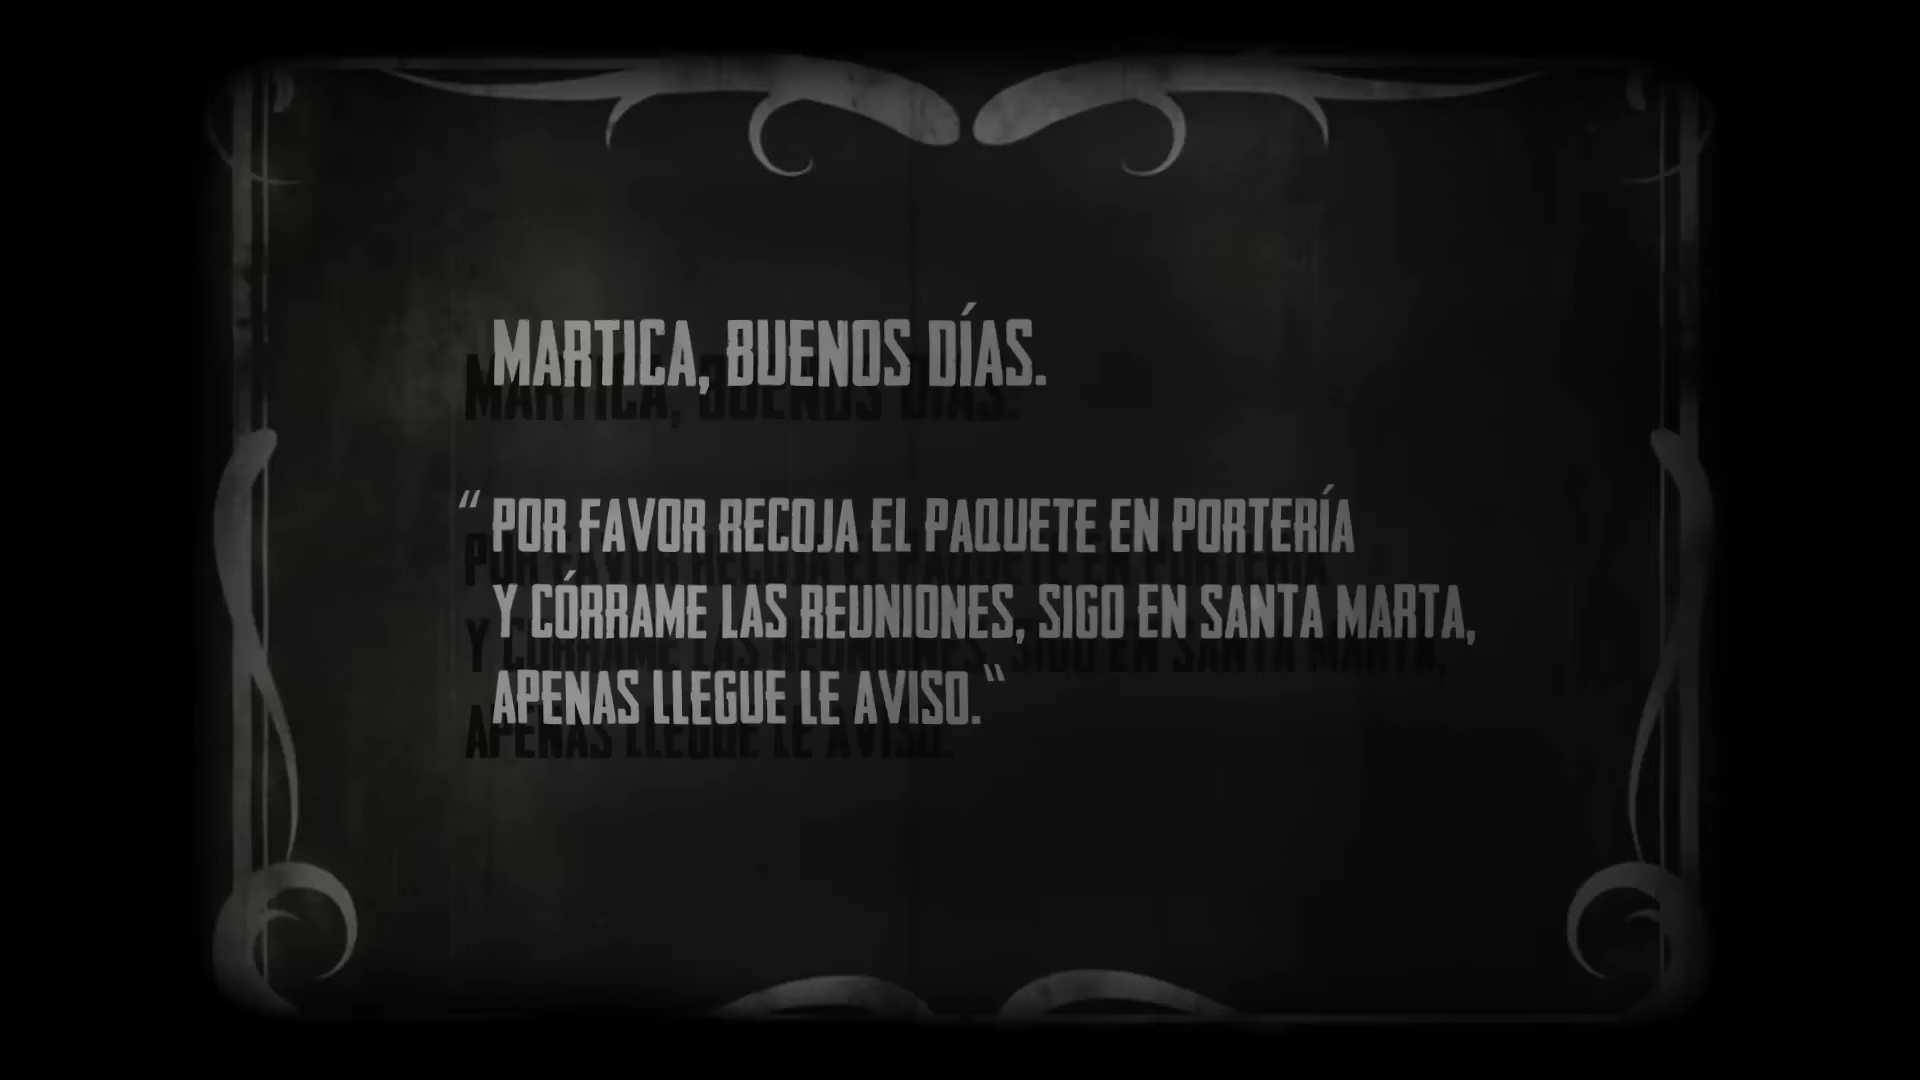 MARTICA, BUENOS DÍAS.
“POR FAVOR RECOJA EL PAQUETE EN PORTERÍA
Y CÓRRAME LAS REUNIONES, SIGO EN SANTA MARTA,
APENAS LLEGUE LE AVISO.“